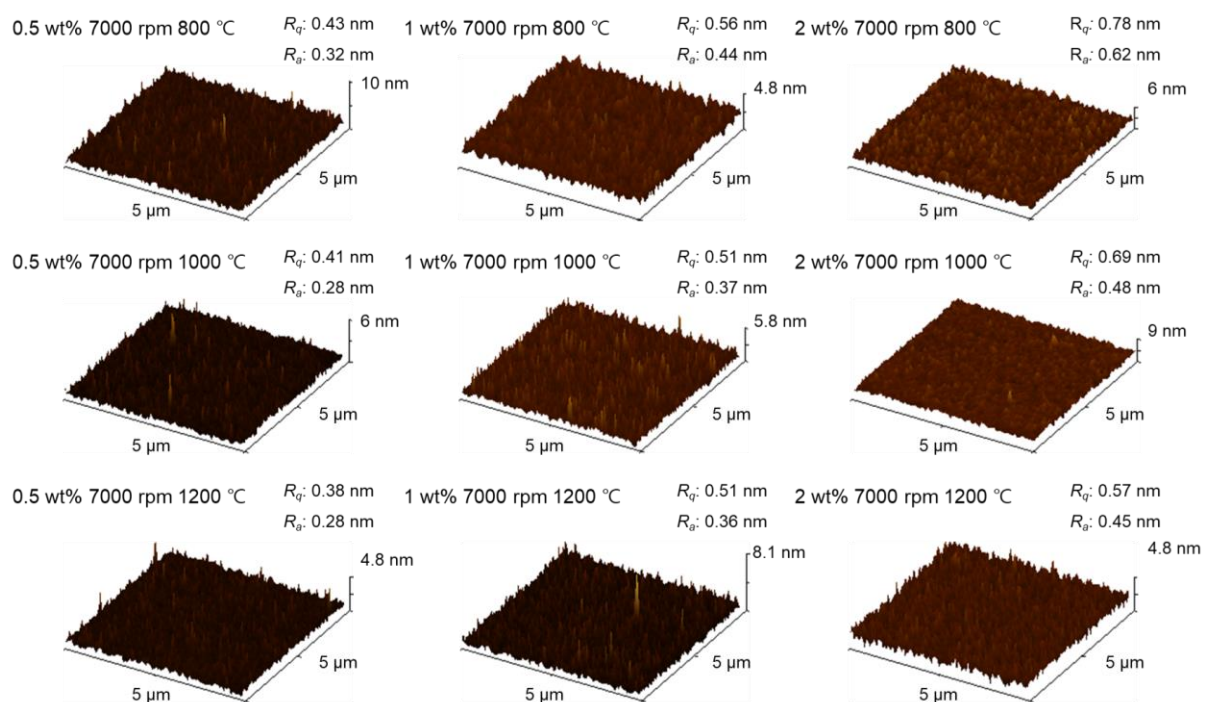 0.5 wt% 7000 rpm 800 ℃
Rq: 0.43 nm
Ra: 0.32 nm
10 nm
5 µm
5 µm
1 wt% 7000 rpm 800 ℃
Rq: 0.56 nm
Ra: 0.44 nm
4.8 nm
5 µm
5 µm
2 wt% 7000 rpm 800 ℃
Rq: 0.78 nm
Ra: 0.62 nm
6 nm
5 µm
5 µm
0.5 wt% 7000 rpm 1000 ℃
Rq: 0.41 nm
Ra: 0.28 nm
6 nm
5 µm
5 µm
1 wt% 7000 rpm 1000 ℃
Rq: 0.51 nm
Ra: 0.37 nm
5.8 nm
5 µm
5 µm
2 wt% 7000 rpm 1000 ℃
Rq: 0.69 nm
Ra: 0.48 nm
9 nm
5 µm
5 µm
0.5 wt% 7000 rpm 1200 ℃
Rq: 0.38 nm
Ra: 0.28 nm
4.8 nm
5 µm
5 µm
1 wt% 7000 rpm 1200 ℃
Rq: 0.51 nm
Ra: 0.36 nm
8.1 nm
5 µm
5 µm
2 wt% 7000 rpm 1200 ℃
Rq: 0.57 nm
Ra: 0.45 nm
4.8 nm
5 µm
5 µm